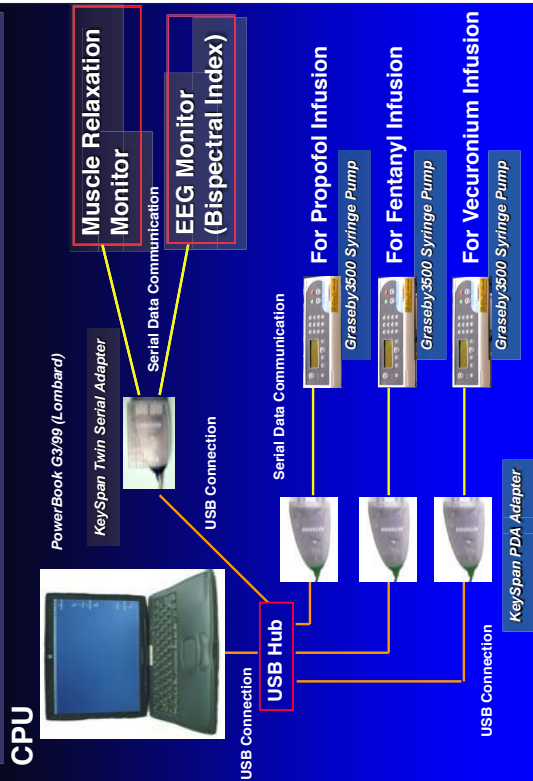 CPU
PowerBook G3/99 (Lombard)
KeySpan Twin Serial Adapter
Muscle Relaxation
Monitor
Serial Data Communication
EEG Monitor
(Bispectral Index)
USB Connection
USB Connection
USB Hub
Serial Data Communication
For Propofol Infusion
Graseby3500 Syringe Pump
For Fentanyl Infusion
Graseby3500 Syringe Pump
For Vecuronium Infusion
Graseby3500 Syringe Pump
USB Connection
KeySpan PDA Adapter